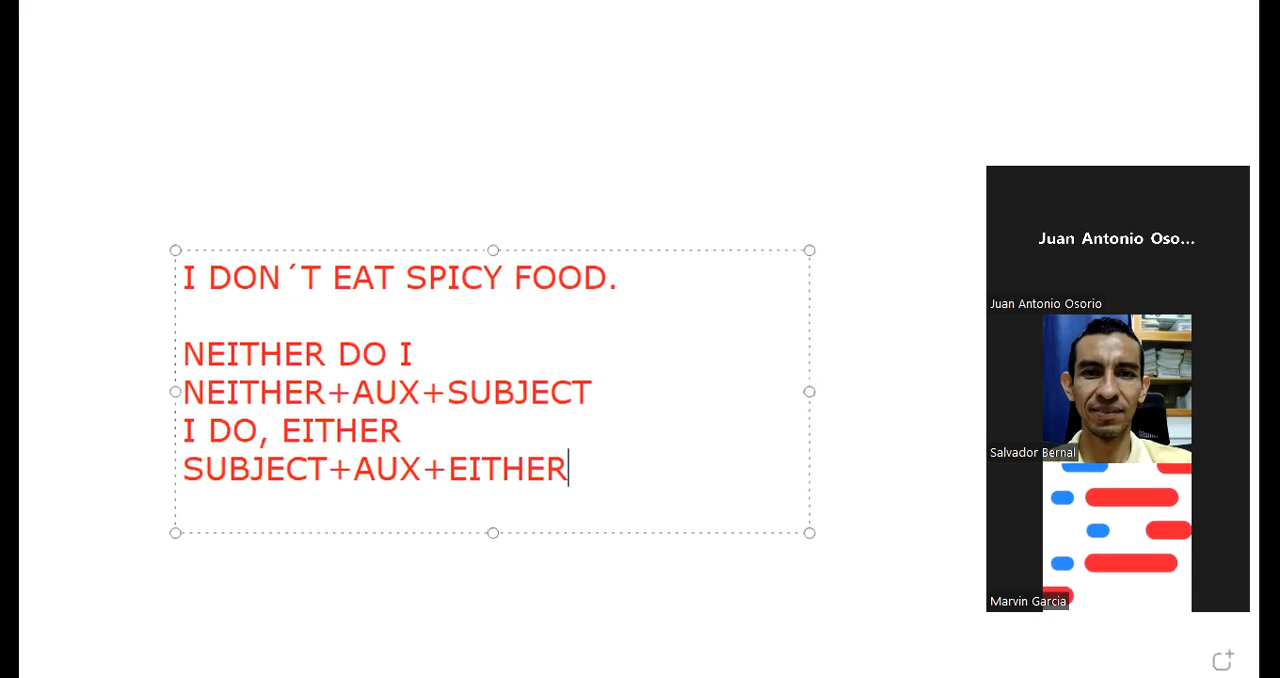 I DON´T EAT SPICY FOOD.
NEITHER DO I
NEITHER+AUX+SUBJECT
I DO, EITHER
SUBJECT+AUX+EITHER
Juan Antonio Oso...
Juan Antonio Osorio
Salvador Bernal
Marvin Garcia